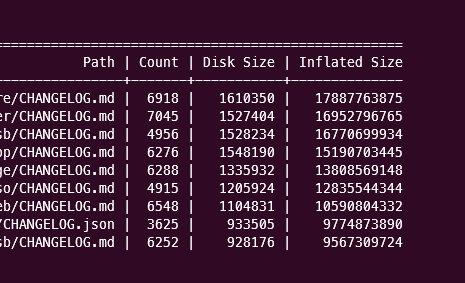 Path | Count | Disk Size | Inflated Size
re/CHANGELOG.md | 6918 | 1610350 | 17887763875
er/CHANGELOG.md | 7045 | 1527404 | 16952796765
sb/CHANGELOG.md | 4956 | 1528234 | 16770699934
op/CHANGELOG.md | 6276 | 1548190 | 15190703445
ge/CHANGELOG.md | 6288 | 1335932 | 13808569148
so/CHANGELOG.md | 4915 | 1205924 | 12835544344
eb/CHANGELOG.md | 6548 | 1104831 | 10590804332
/CHANGELOG.json | 3625 | 933505 | 9774873890
sb/CHANGELOG.md | 6252 | 928176 | 9567309724